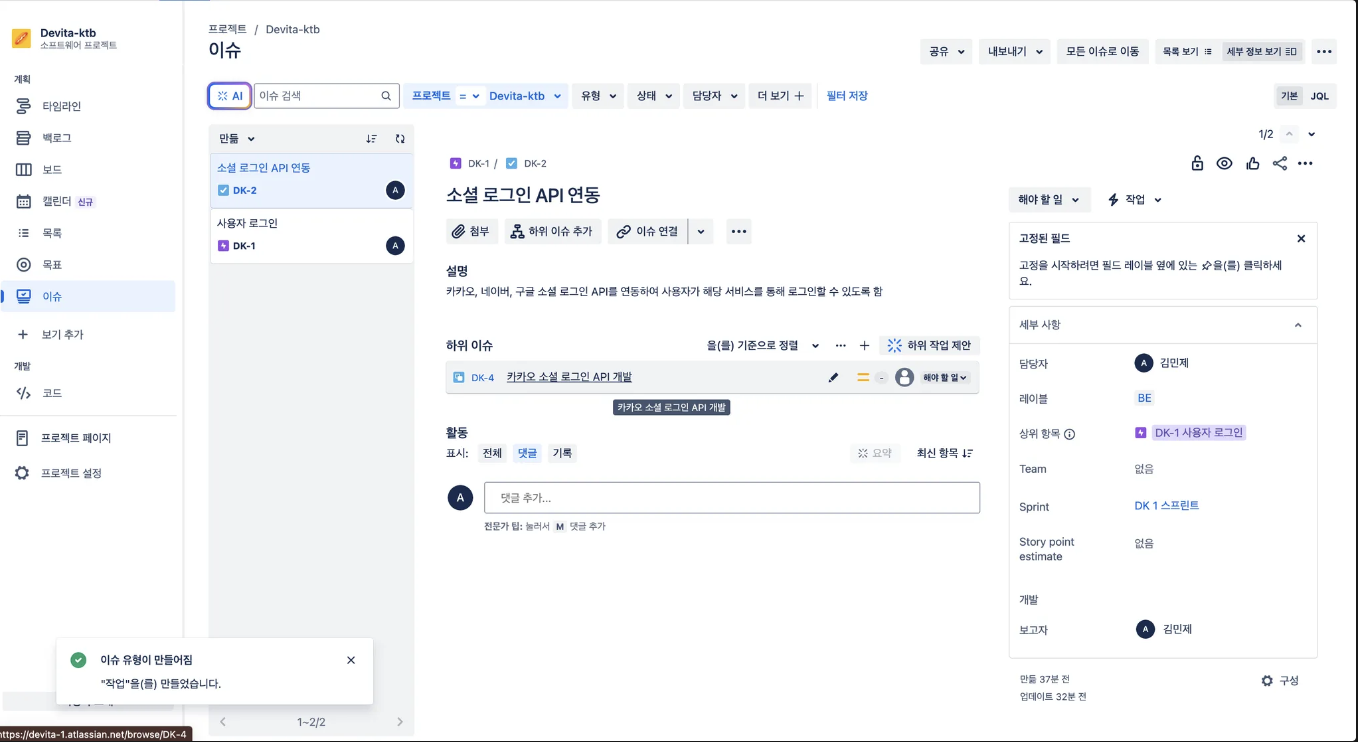 Devita-ktb
소프트웨어 프로젝트
계획
타임라인
백로그
보드
캘린더 신규
목록
목표
이슈
보기 추가
개발
코드
프로젝트 페이지
프로젝트 설정
프로젝트 / Devita-ktb
이슈
공유
내보내기
모든 이슈로 이동
목록 보기
세부 정보 보기
AI
이슈 검색
프로젝트 = Devita-ktb
유형
상태
담당자
더 보기 +
필터 저장
기본
JQL
만듦
소셜 로그인 API 연동
DK-2
A
사용자 로그인
DK-1
A
1~2/2
1/2
DK-1 / DK-2
소셜 로그인 API 연동
첨부
하위 이슈 추가
이슈 연결
설명
카카오, 네이버, 구글 소셜 로그인 API를 연동하여 사용자가 해당 서비스를 통해 로그인할 수 있도록 함
하위 이슈
을(를) 기준으로 정렬
하위 작업 제안
DK-4 카카오 소셜 로그인 API 개발
-
해야 할 일
카카오 소셜 로그인 API 개발
활동
표시: 전체 댓글 기록
요약
최신 항목
A
댓글 추가...
전문가 팁: 눌러서 M 댓글 추가
해야 할 일
작업
고정된 필드
고정을 시작하려면 필드 레이블 옆에 있는 을(를) 클릭하세
요.
세부 사항
담당자 A 김민제
레이블 BE
상위 항목 DK-1 사용자 로그인
Team 없음
Sprint DK 1 스프린트
Story point
estimate
없음
개발
보고자 A 김민제
만듦 37분 전
업데이트 32분 전
구성
이슈 유형이 만들어짐
"작업"을(를) 만들었습니다.
https://devita-1.atlassian.net/browse/DK-4